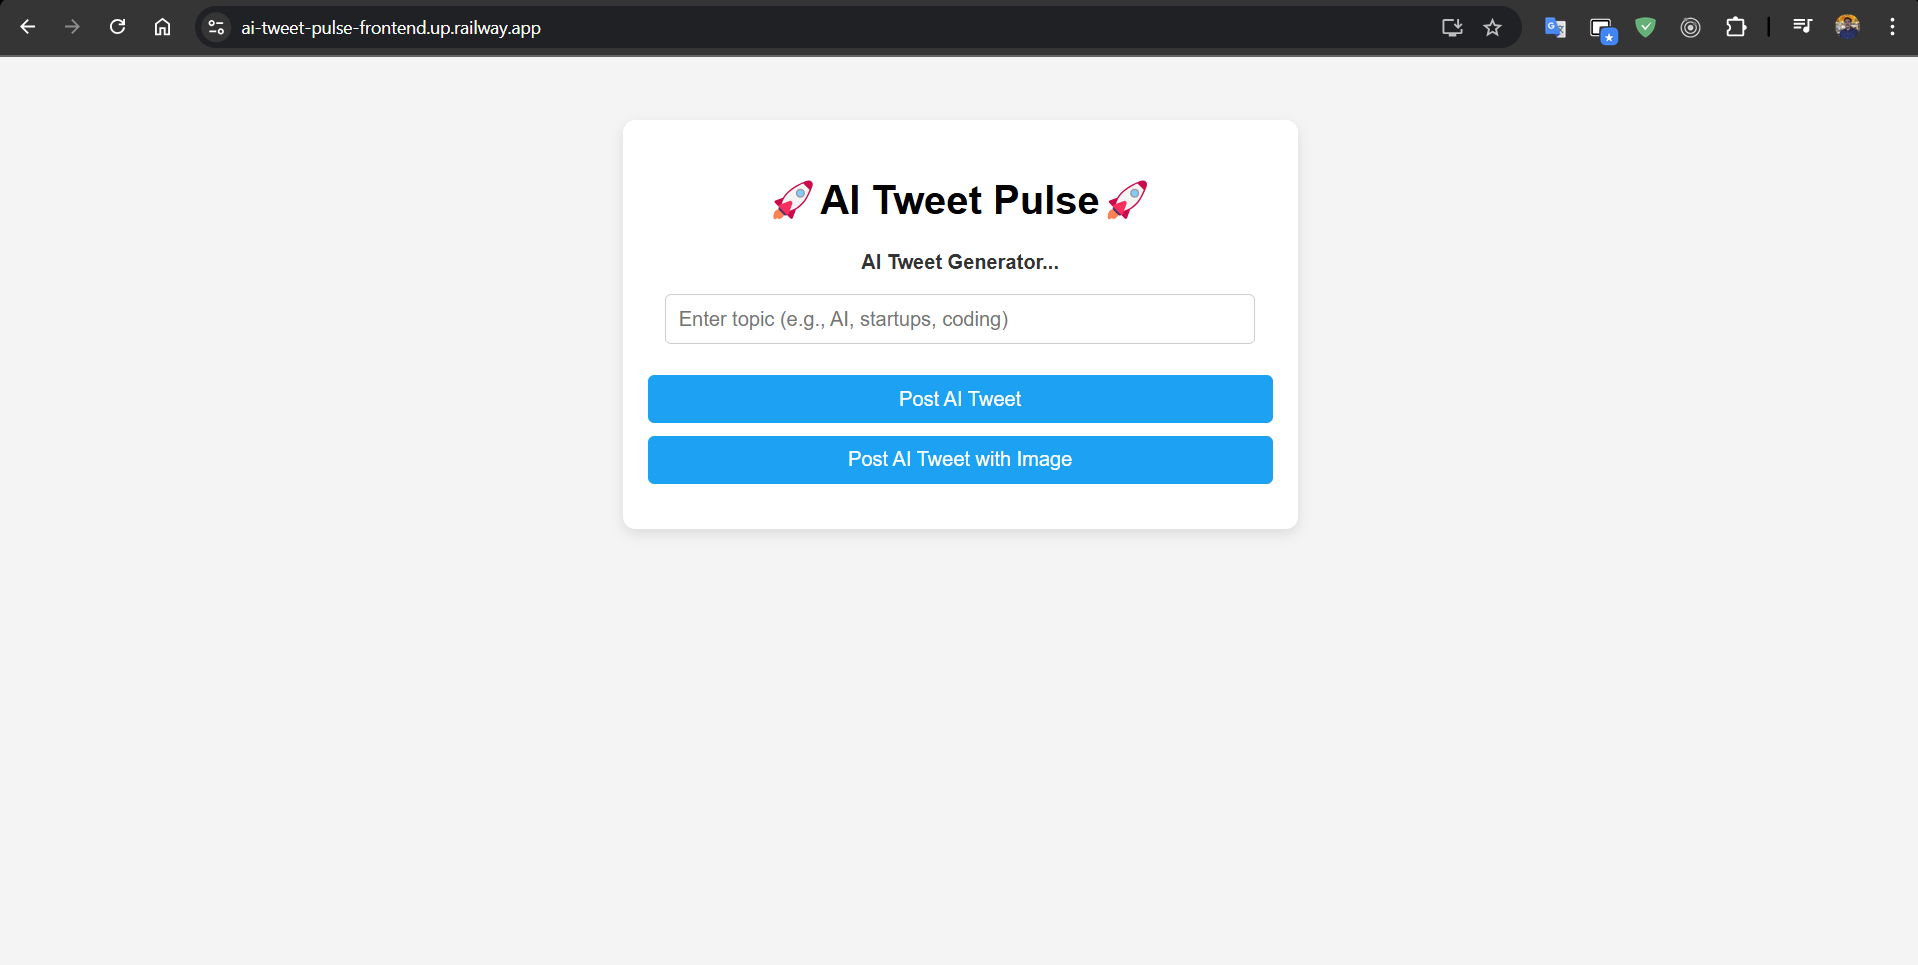 ai-tweet-pulse-frontend.up.railway.app
🚀AI Tweet Pulse🚀
AI Tweet Generator...
Enter topic (e.g., AI, startups, coding)
Post AI Tweet
Post AI Tweet with Image